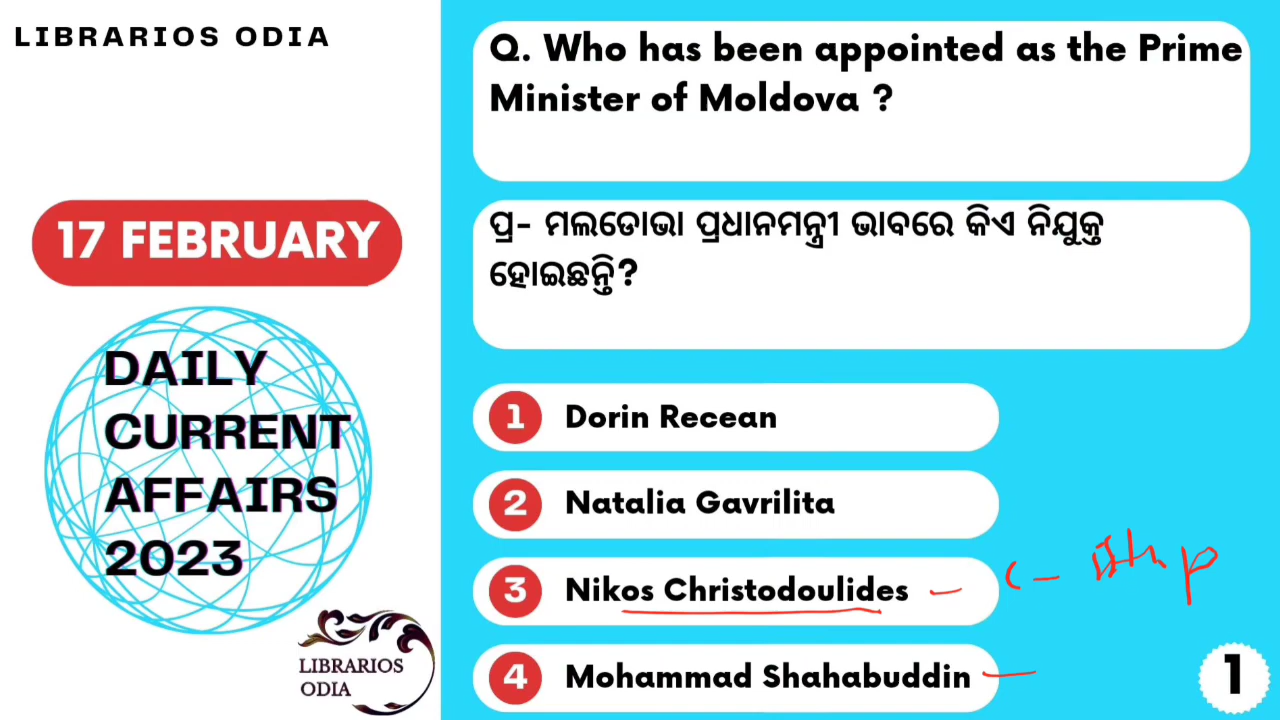 LIBRARIOS ODIA
17 FEBRUARY
DAILY
CURRENT
AFFAIRS
2023
LIBRARIOS
ODIA
Q. Who has been appointed as the Prime
Minister of Moldova ?
ପ୍ର- ମଲଡୋଭା ପ୍ରଧାନମନ୍ତ୍ରୀ ଭାବରେ କିଏ ନିଯୁକ୍ତ
ହୋଇଛନ୍ତି?
1 Dorin Recean
2 Natalia Gavrilita
3 Nikos Christodoulides
4 Mohammad Shahabuddin
1